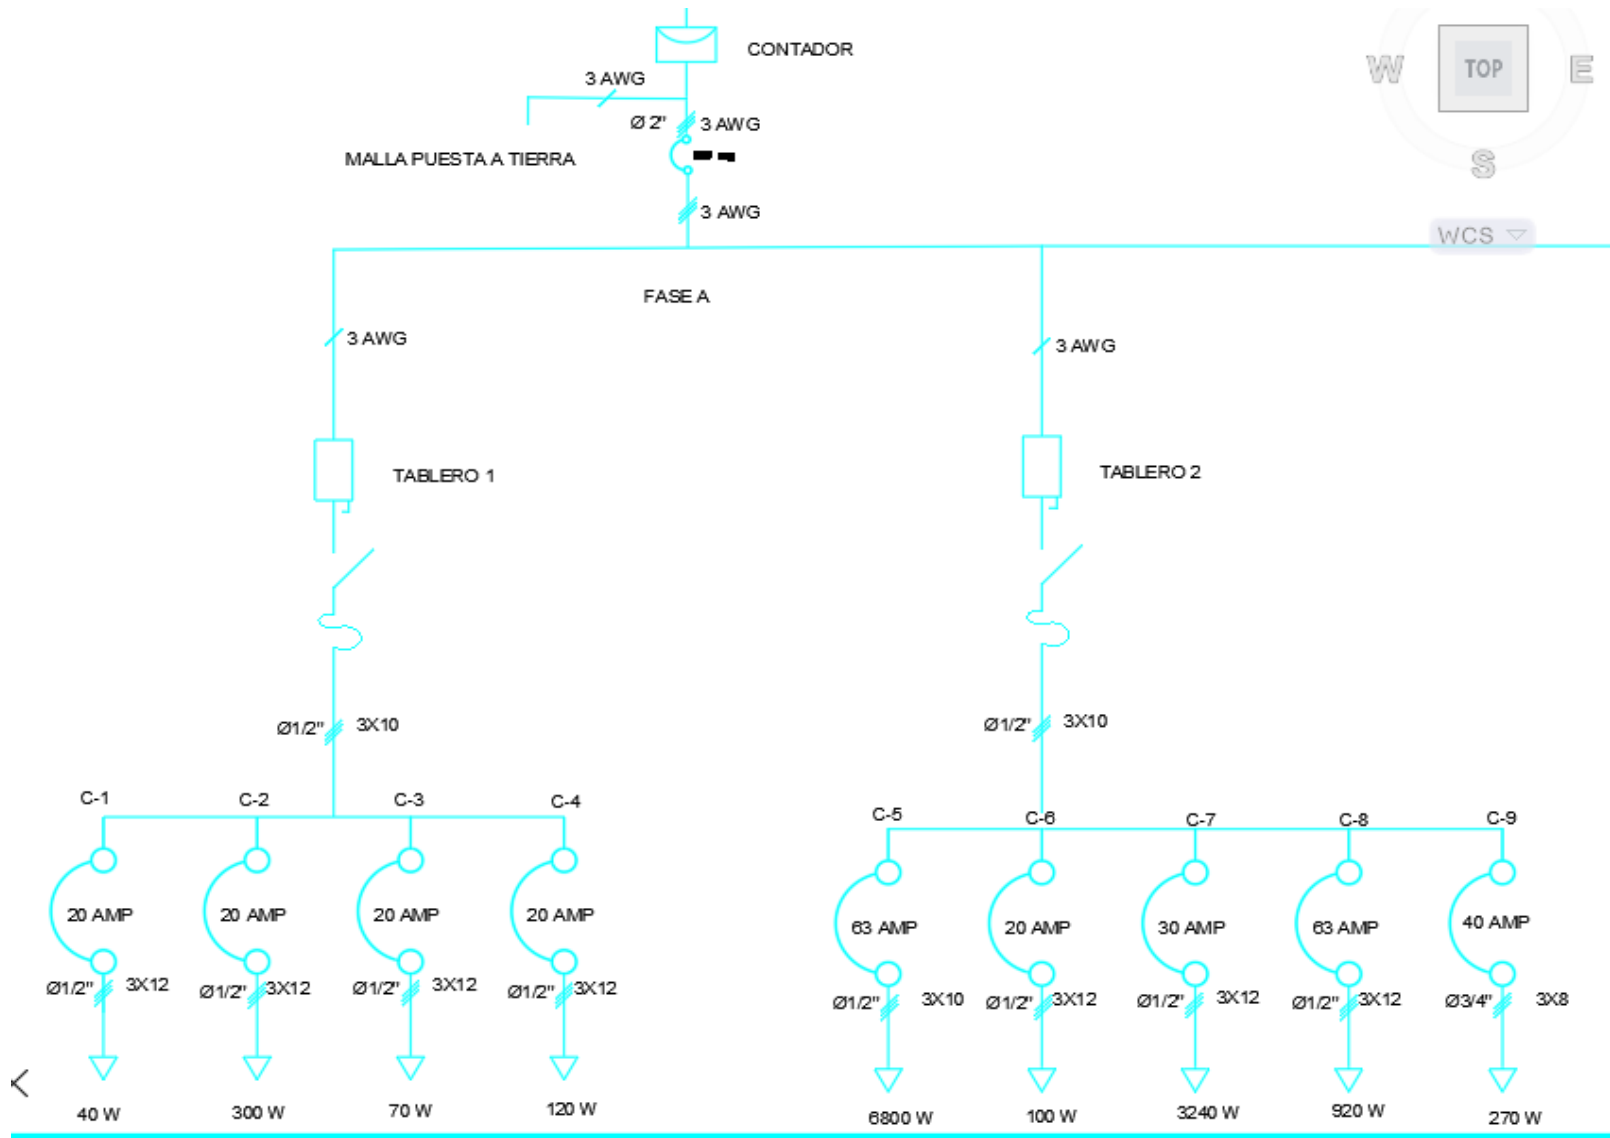 CONTADOR
W
TOP
E
S
WCS
3 AWG
Ø 2"
3 AWG
MALLA PUESTA A TIERRA
3 AWG
FASE A
3 AWG
3 AWG
TABLERO 1
TABLERO 2
Ø1/2"
3X10
Ø1/2"
3X10
C-1
C-2
C-3
C-4
C-5
C-6
C-7
C-8
C-9
20 AMP
20 AMP
20 AMP
20 AMP
63 AMP
20 AMP
30 AMP
63 AMP
40 AMP
Ø1/2"
3X12
Ø1/2"
3X12
Ø1/2"
3X12
Ø1/2"
3X12
Ø1/2"
3X10
Ø1/2"
3X12
Ø1/2"
3X12
Ø1/2"
3X12
Ø3/4"
3X8
40 W
300 W
70 W
120 W
6800 W
100 W
3240 W
920 W
270 W